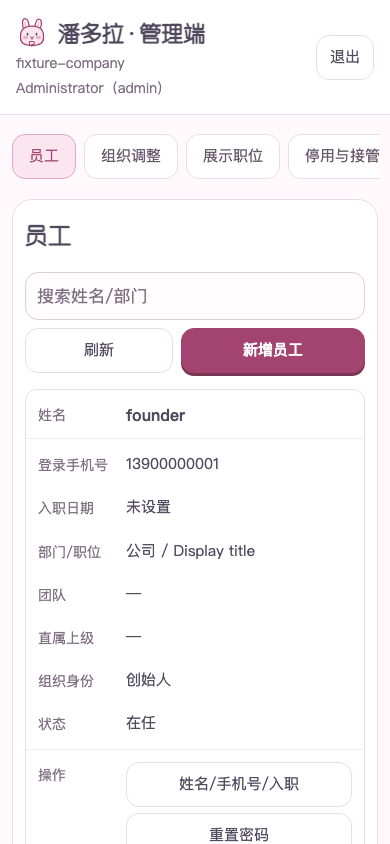 潘多拉 · 管理端
fixture-company
Administrator（admin）
退出
员工
组织调整
展示职位
停用与接管
员工
搜索姓名/部门
刷新
新增员工
姓名 founder
登录手机号 13900000001
入职日期 未设置
部门/职位 公司 / Display title
团队 —
直属上级 —
组织身份 创始人
状态 在任
操作 姓名/手机号/入职
重置密码